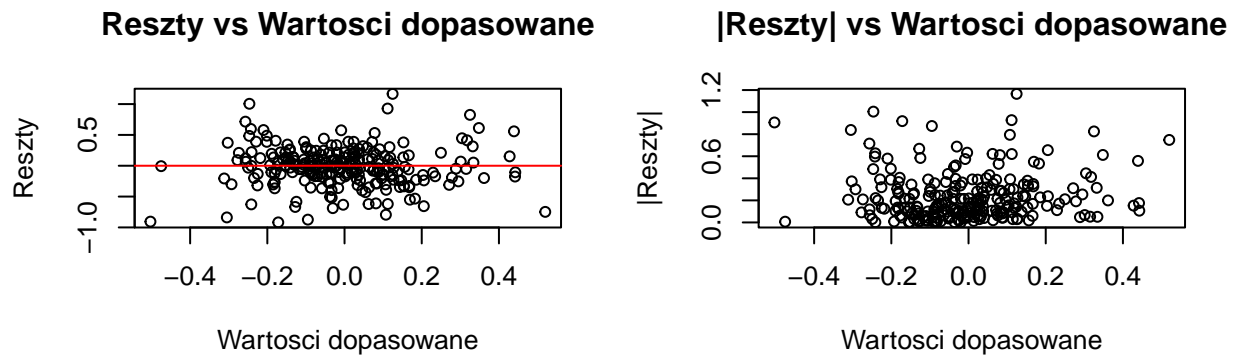 Reszty vs Wartosci dopasowane
Reszty
−1.0
0.5
−0.4
−0.2
0.0
0.2
0.4
Wartosci dopasowane
|Reszty| vs Wartosci dopasowane
|Reszty|
0.0
0.6
1.2
−0.4
−0.2
0.0
0.2
0.4
Wartosci dopasowane